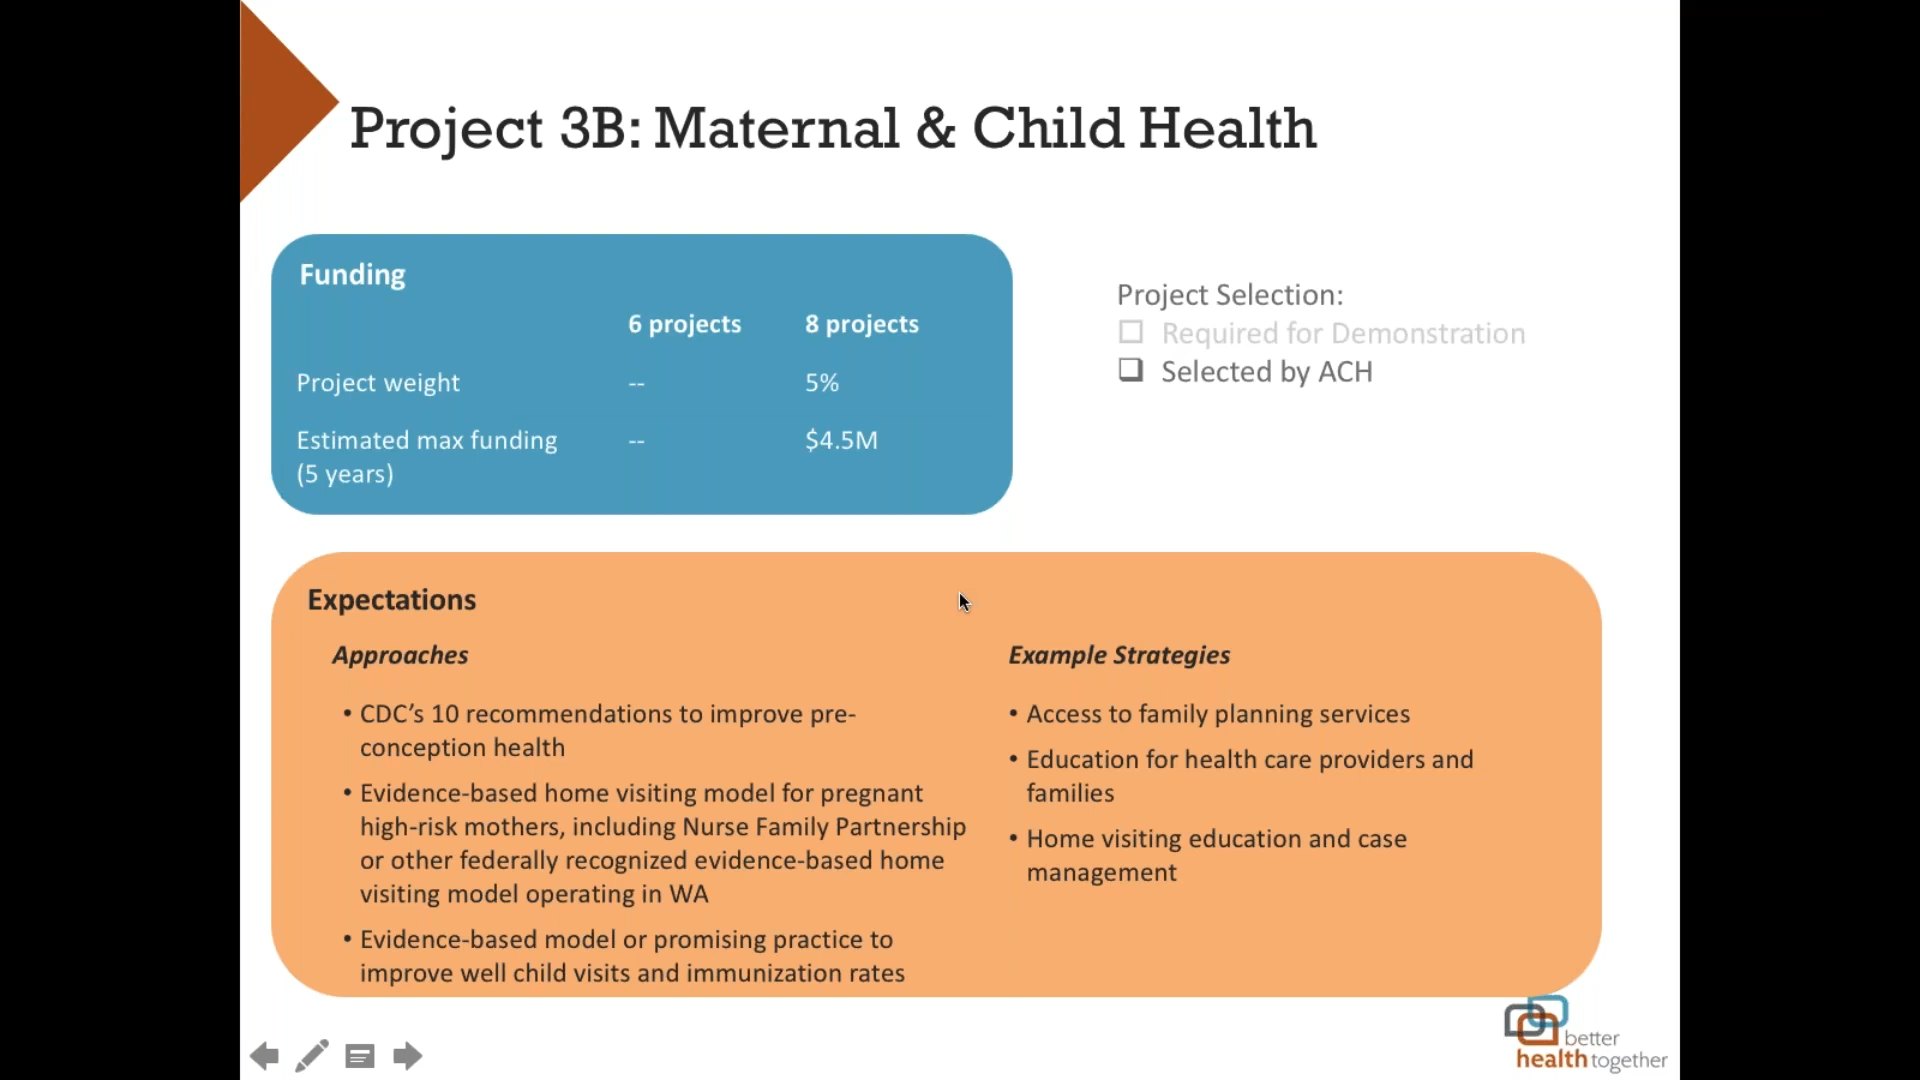 Project 3B: Maternal & Child Health
Funding
6 projects 8 projects
Project weight -- 5%
Estimated max funding -- $4.5M
(5 years)
Project Selection:
Required for Demonstration
Selected by ACH
Expectations
Approaches
• CDC’s 10 recommendations to improve pre-
conception health
• Evidence-based home visiting model for pregnant
high-risk mothers, including Nurse Family Partnership
or other federally recognized evidence-based home
visiting model operating in WA
• Evidence-based model or promising practice to
improve well child visits and immunization rates
Example Strategies
• Access to family planning services
• Education for health care providers and
families
• Home visiting education and case
management
better
health together